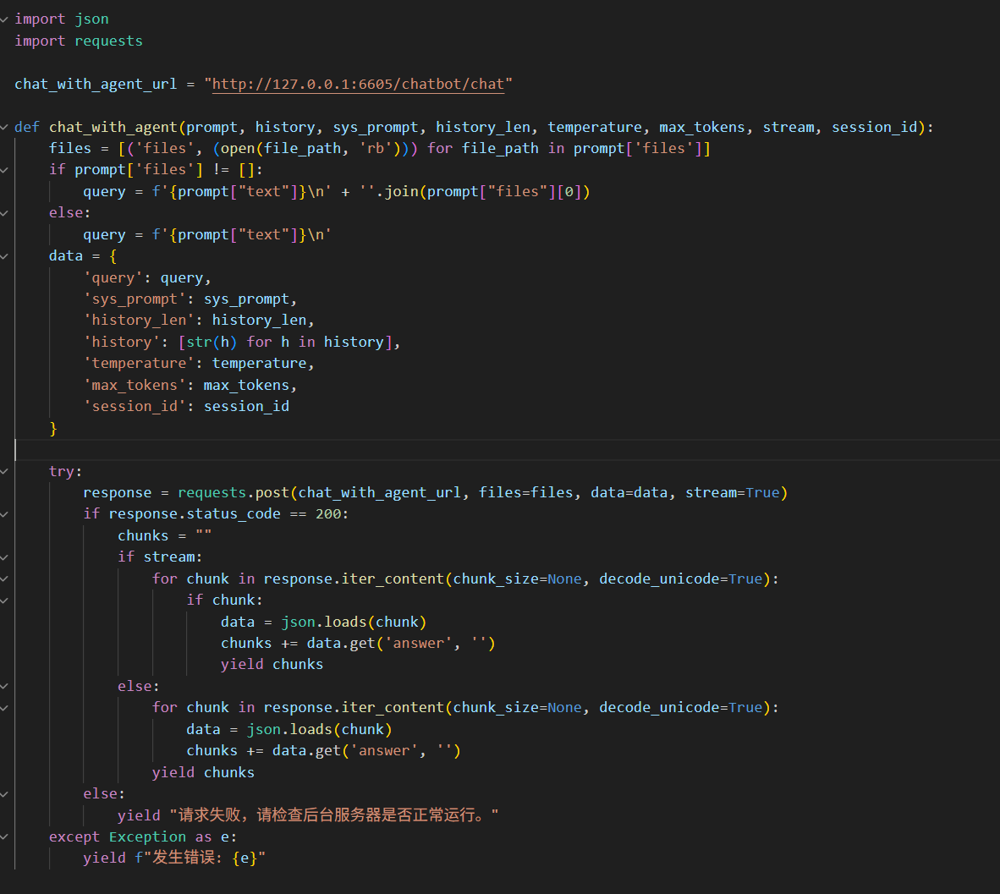 import json
import requests
chat_with_agent_url = "http://127.0.0.1:6605/chatbot/chat"
def chat_with_agent(prompt, history, sys_prompt, history_len, temperature, max_tokens, stream, session_id):
    files = [('files', (open(file_path, 'rb'))) for file_path in prompt['files']]
    if prompt['files'] != []:
        query = f'{prompt["text"]}\n' + ''.join(prompt["files"][0])
    else:
        query = f'{prompt["text"]}\n'
    data = {
        'query': query,
        'sys_prompt': sys_prompt,
        'history_len': history_len,
        'history': [str(h) for h in history],
        'temperature': temperature,
        'max_tokens': max_tokens,
        'session_id': session_id
    }
    try:
        response = requests.post(chat_with_agent_url, files=files, data=data, stream=True)
        if response.status_code == 200:
            chunks = ""
            if stream:
                for chunk in response.iter_content(chunk_size=None, decode_unicode=True):
                    if chunk:
                        data = json.loads(chunk)
                        chunks += data.get('answer', '')
                        yield chunks
            else:
                for chunk in response.iter_content(chunk_size=None, decode_unicode=True):
                    data = json.loads(chunk)
                    chunks += data.get('answer', '')
                yield chunks
        else:
            yield "请求失败，请检查后台服务器是否正常运行。"
    except Exception as e:
        yield f"发生错误: {e}"